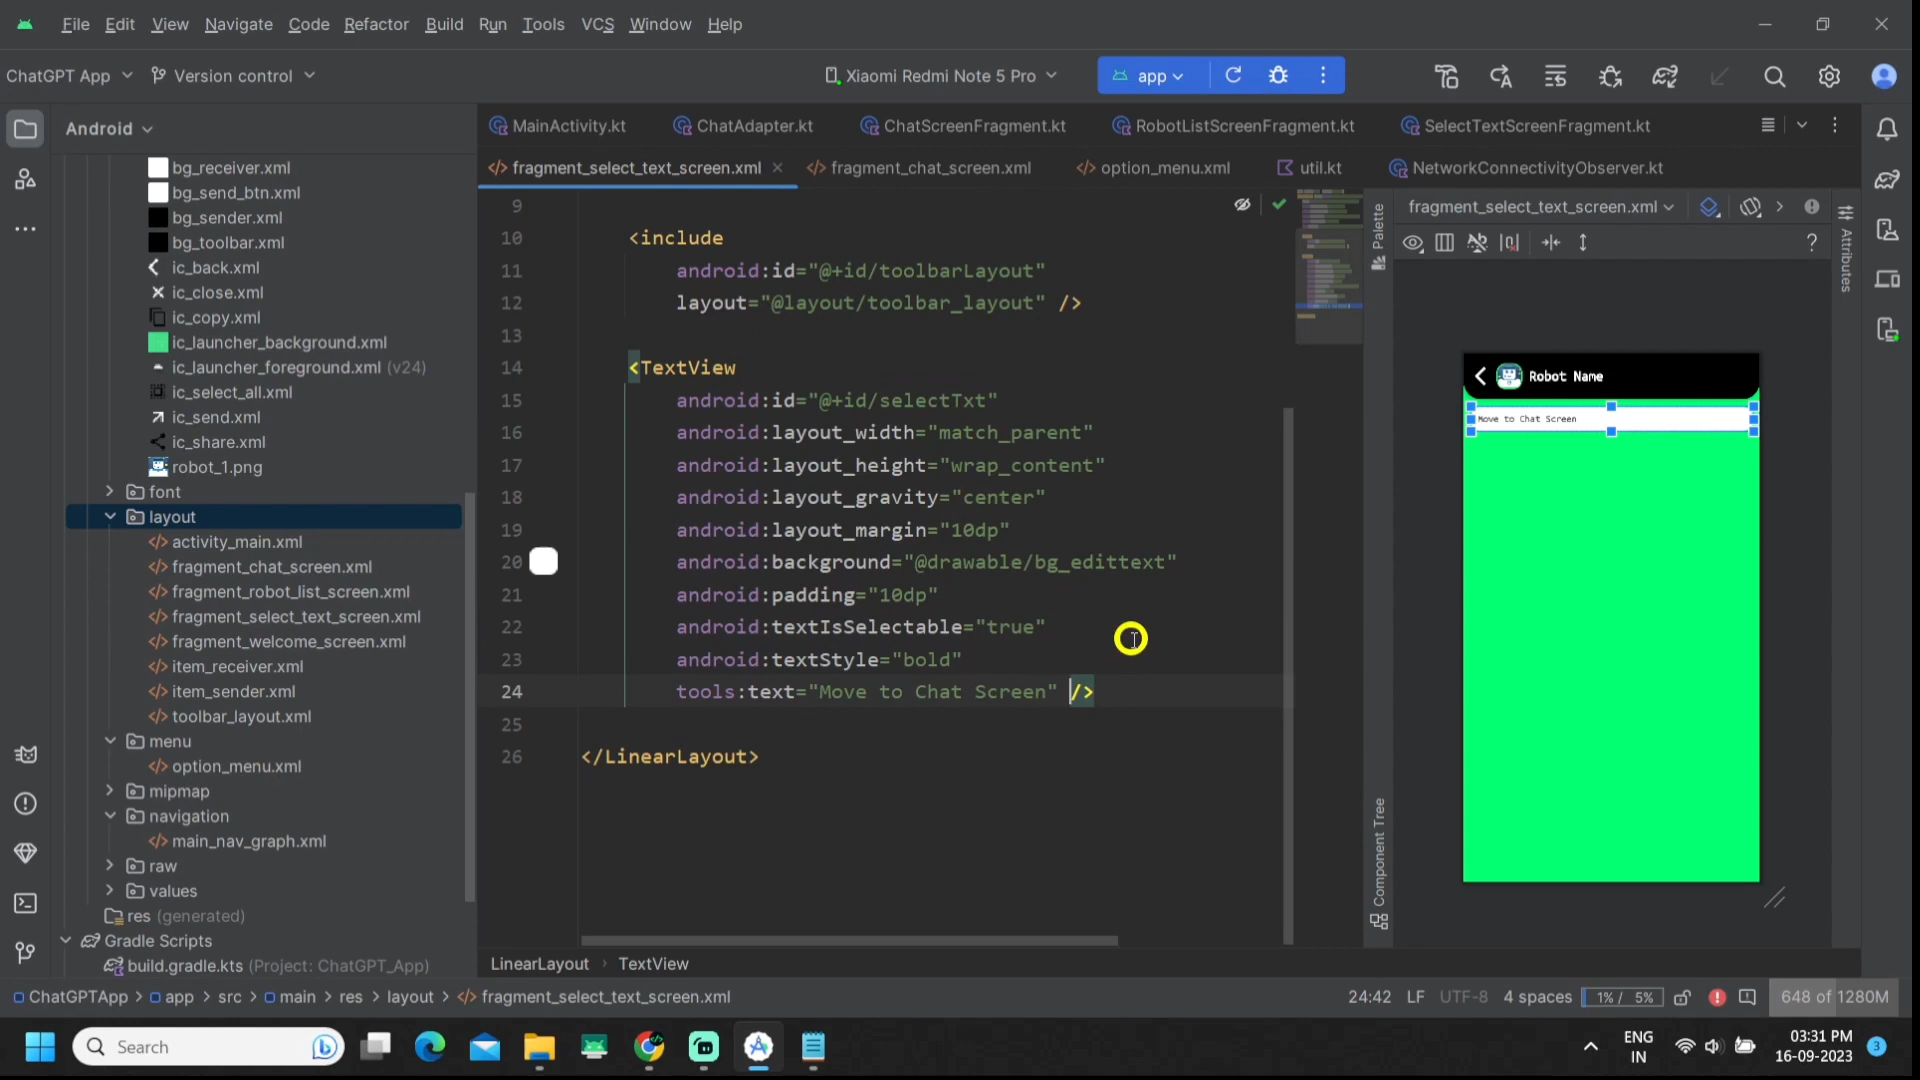 File Edit View Navigate Code Refactor Build Run Tools VCS Window Help
ChatGPT App Version control Xiaomi Redmi Note 5 Pro app
Android
bg_receiver.xml
bg_send_btn.xml
bg_sender.xml
bg_toolbar.xml
ic_back.xml
ic_close.xml
ic_copy.xml
ic_launcher_background.xml
ic_launcher_foreground.xml (v24)
ic_select_all.xml
ic_send.xml
ic_share.xml
robot_1.png
font
layout
activity_main.xml
fragment_chat_screen.xml
fragment_robot_list_screen.xml
fragment_select_text_screen.xml
fragment_welcome_screen.xml
item_receiver.xml
item_sender.xml
toolbar_layout.xml
menu
option_menu.xml
mipmap
navigation
main_nav_graph.xml
raw
values
res (generated)
Gradle Scripts
build.gradle.kts (Project: ChatGPT_App)
MainActivity.kt ChatAdapter.kt ChatScreenFragment.kt RobotListScreenFragment.kt SelectTextScreenFragment.kt
fragment_select_text_screen.xml fragment_chat_screen.xml option_menu.xml util.kt NetworkConnectivityObserver.kt
9
10 <include
11 android:id="@+id/toolbarLayout"
12 layout="@layout/toolbar_layout" />
13
14 <TextView
15 android:id="@+id/selectTxt"
16 android:layout_width="match_parent"
17 android:layout_height="wrap_content"
18 android:layout_gravity="center"
19 android:layout_margin="10dp"
20 android:background="@drawable/bg_edittext"
21 android:padding="10dp"
22 android:textIsSelectable="true"
23 android:textStyle="bold"
24 tools:text="Move to Chat Screen" />
25
26 </LinearLayout>
LinearLayout > TextView
Palette
Component Tree
fragment_select_text_screen.xml
?
Attributes
Robot Name
Move to Chat Screen
ChatGPTApp > app > src > main > res > layout > fragment_select_text_screen.xml
24:42 LF UTF-8 4 spaces 1% / 5% 648 of 1280M
Search
ENG
IN
03:31 PM
16-09-2023
3